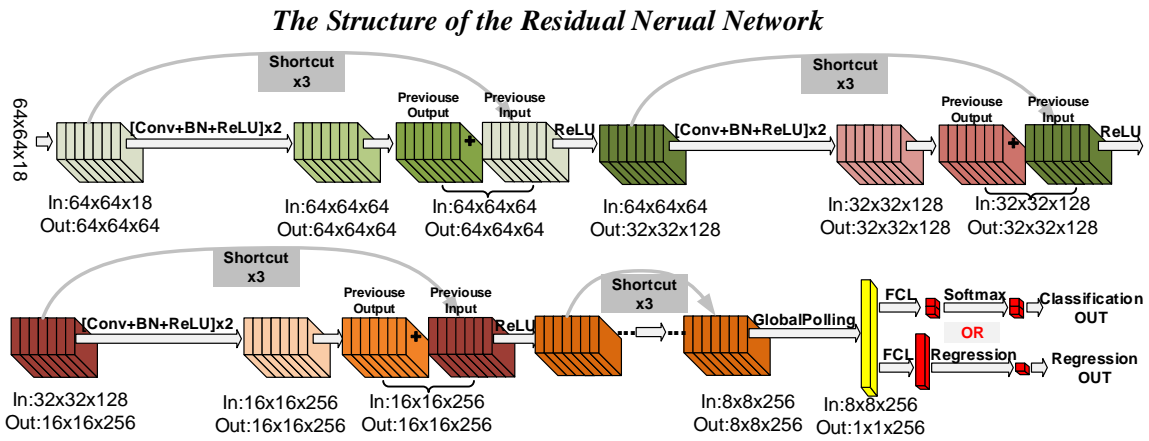 The Structure of the Residual Nerual Network
Shortcut
x3
64x64x18
[Conv+BN+ReLU]x2
Previouse
Output
Previouse
Input
+
ReLU
In:64x64x18
Out:64x64x64
In:64x64x64
Out:64x64x64
In:64x64x64
Out:64x64x64
Shortcut
x3
[Conv+BN+ReLU]x2
Previouse
Output
Previouse
Input
+
ReLU
In:64x64x64
Out:32x32x128
In:32x32x128
Out:32x32x128
In:32x32x128
Out:32x32x128
Shortcut
x3
[Conv+BN+ReLU]x2
Previouse
Output
Previouse
Input
+
ReLU
In:32x32x128
Out:16x16x256
In:16x16x256
Out:16x16x256
In:16x16x256
Out:16x16x256
Shortcut
x3
GlobalPolling
In:8x8x256
Out:8x8x256
In:8x8x256
Out:1x1x256
FCL
Softmax
Classification
OUT
OR
FCL
Regression
Regression
OUT